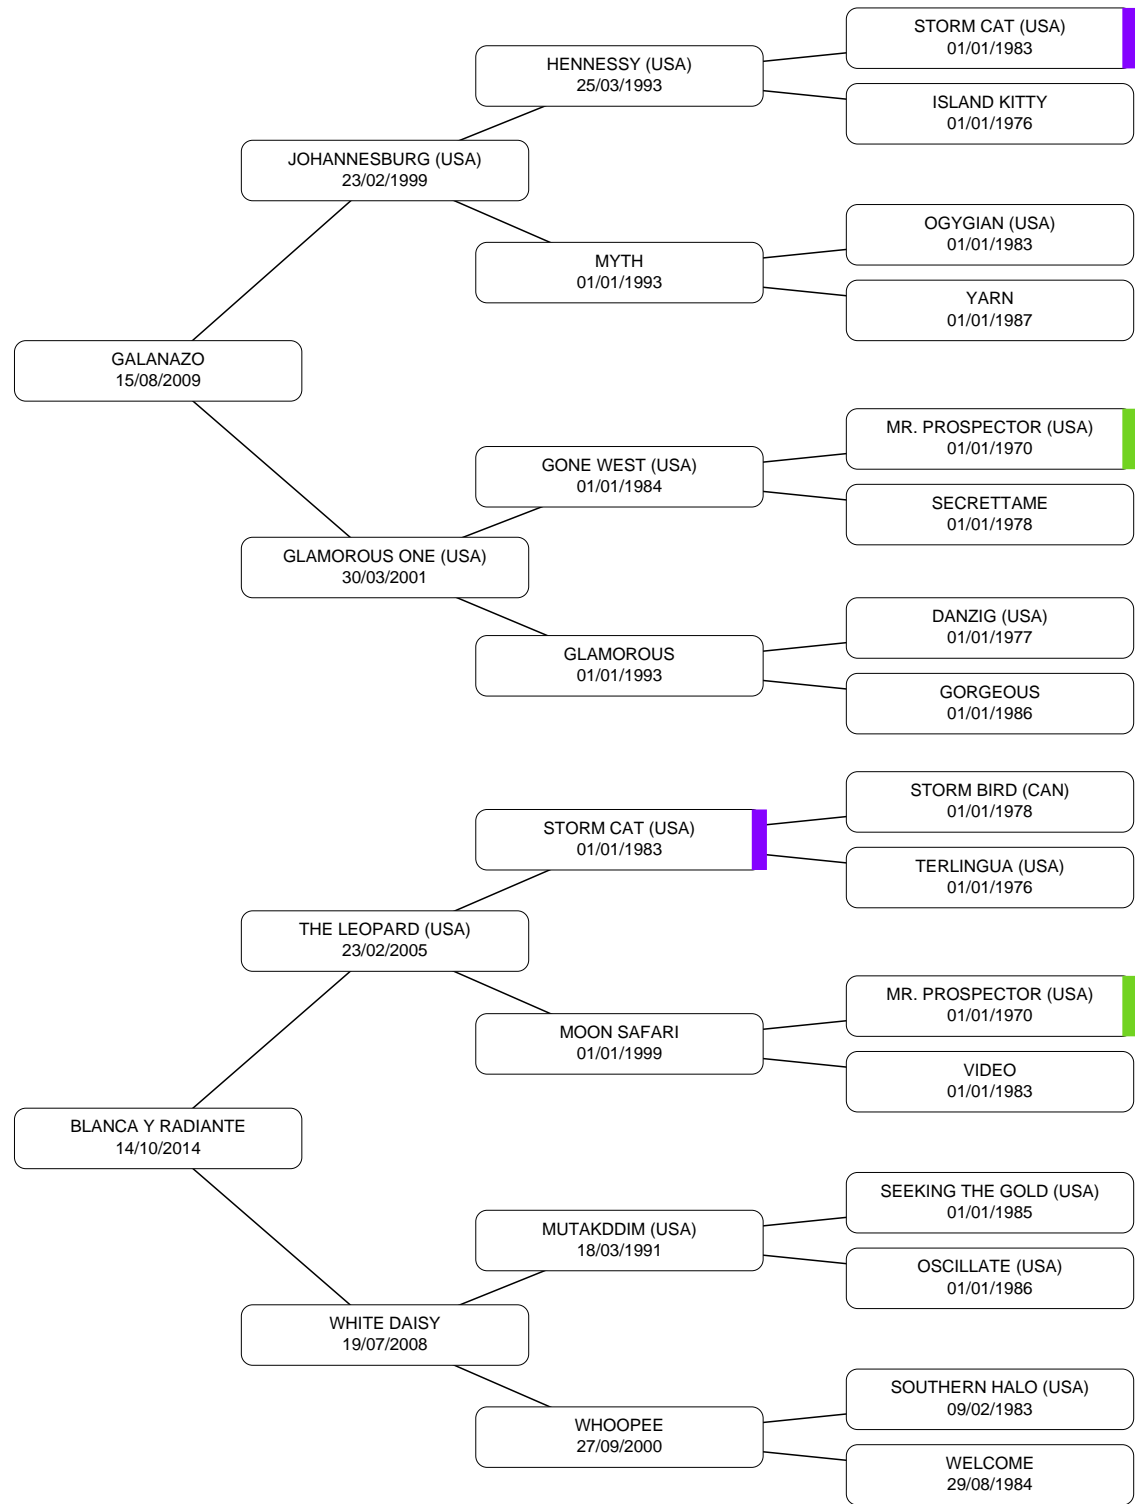 STORM CAT (USA)
01/01/1983
HENNESSY (USA)
25/03/1993
ISLAND KITTY
01/01/1976
JOHANNESBURG (USA)
23/02/1999
OGYGIAN (USA)
01/01/1983
MYTH
01/01/1993
YARN
01/01/1987
GALANAZO
15/08/2009
MR. PROSPECTOR (USA)
01/01/1970
GONE WEST (USA)
01/01/1984
SECRETTAME
01/01/1978
GLAMOROUS ONE (USA)
30/03/2001
DANZIG (USA)
01/01/1977
GLAMOROUS
01/01/1993
GORGEOUS
01/01/1986
STORM BIRD (CAN)
01/01/1978
STORM CAT (USA)
01/01/1983
TERLINGUA (USA)
01/01/1976
THE LEOPARD (USA)
23/02/2005
MR. PROSPECTOR (USA)
01/01/1970
MOON SAFARI
01/01/1999
VIDEO
01/01/1983
BLANCA Y RADIANTE
14/10/2014
SEEKING THE GOLD (USA)
01/01/1985
MUTAKDDIM (USA)
18/03/1991
OSCILLATE (USA)
01/01/1986
WHITE DAISY
19/07/2008
SOUTHERN HALO (USA)
09/02/1983
WHOOPEE
27/09/2000
WELCOME
29/08/1984